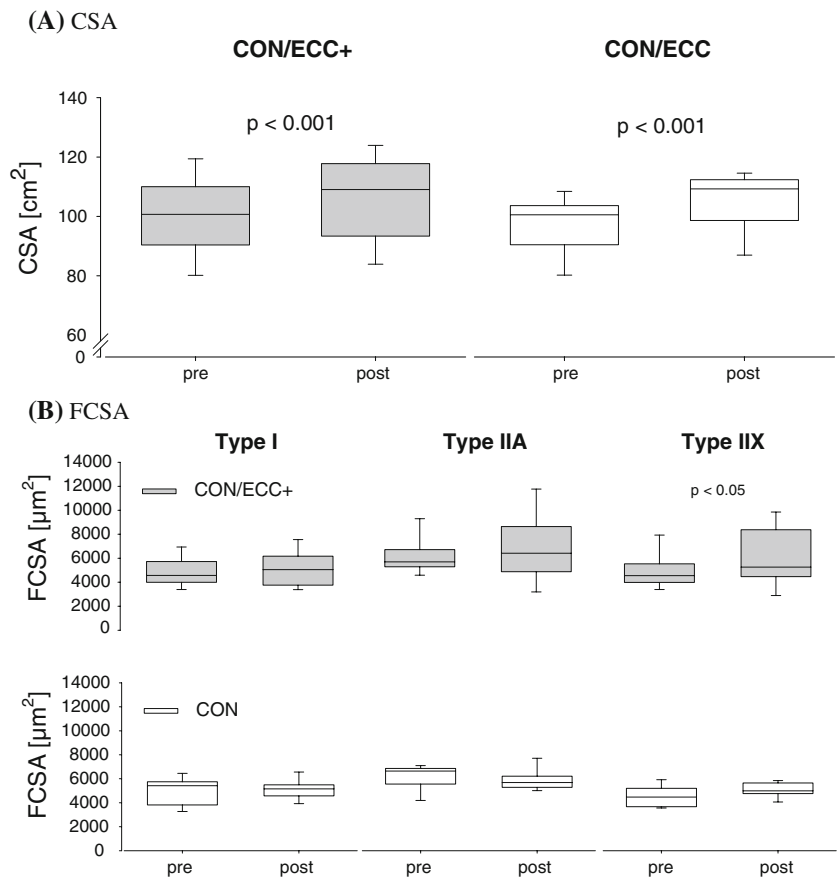 (A) CSA
CON/ECC+ CON/ECC
140
120
100
80
60
0
CSA [cm²]
p < 0.001 p < 0.001
pre post pre post
(B) FCSA
Type I Type IIA Type IIX
14000
12000
10000
8000
6000
4000
2000
0
FCSA [µm²]
CON/ECC+
p < 0.05
14000
12000
10000
8000
6000
4000
2000
0
FCSA [µm²]
CON
pre post pre post pre post